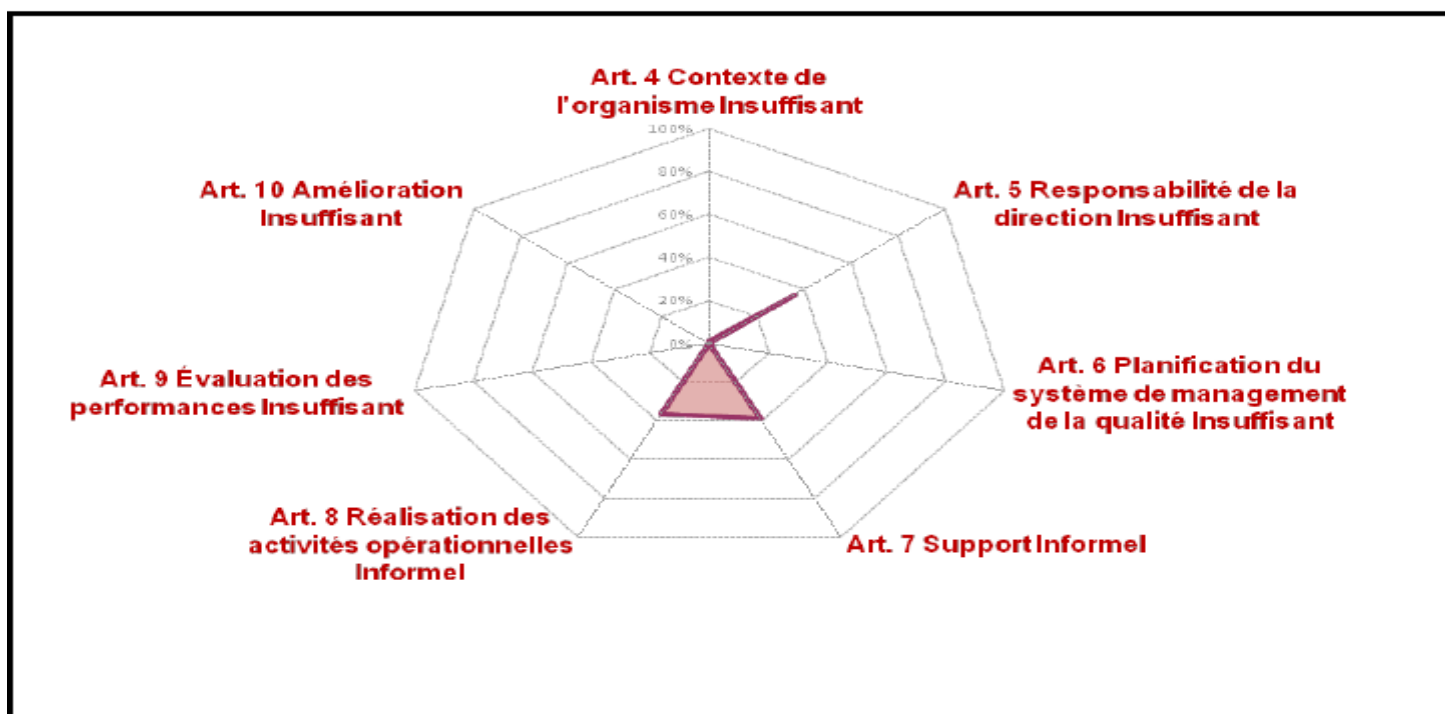 Art. 4 Contexte de
l'organisme Insuffisant
100%
80%
60%
40%
20%
0%
Art. 5 Responsabilité de la
direction Insuffisant
Art. 6 Planification du
système de management
de la qualité Insuffisant
Art. 7 Support Informel
Art. 8 Réalisation des
activités opérationnelles
Informel
Art. 9 Évaluation des
performances Insuffisant
Art. 10 Amélioration
Insuffisant